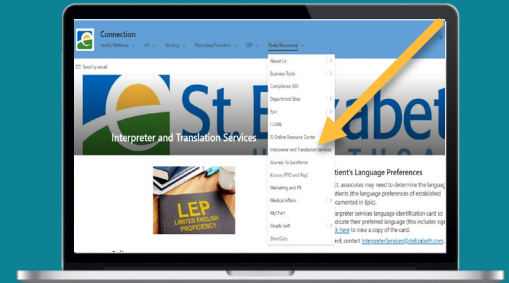 Connection
Health/Wellness
HR
Nursing
Physicians/Providers
SEP
Tools/Resources
Send by email
About Us
Business Tools
Compliance 360
Department Sites
Epic
I CARE
IS Online Resource Center
Interpreter and Translation Services
Journey To Excellence
Kronos (PTO and Pay)
Marketing and PR
Medical Affairs
MyChart
People Soft
ShortCuts
St E
abet
Interpreter and Translation Services
LEP
LIMITED ENGLISH
PROFICIENCY
tient's Language Preferences
t, associates may need to determine the languag
tients (the language preferences of established
cumented in Epic).
erpreter services language identification card so
dicate their preferred language (this includes sign
k here to view a copy of the card.
rd, contact InterpreterServices@stelizabeth.com.